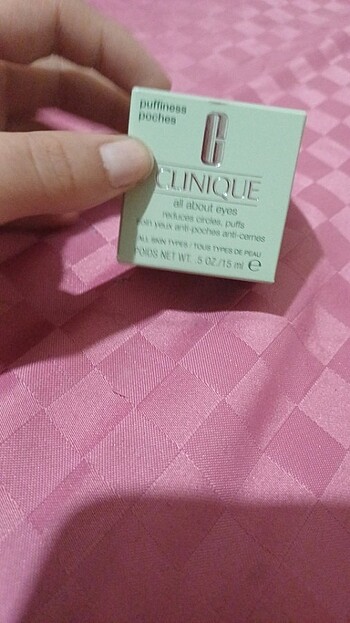 puffiness
poches
C
CLINIQUE
all about eyes
reduces circles, puffs
soin yeux anti-poches anti-cernes
ALL SKIN TYPES / TOUS TYPES DE PEAU
POIDS NET WT. .5 OZ./15 ml ℮